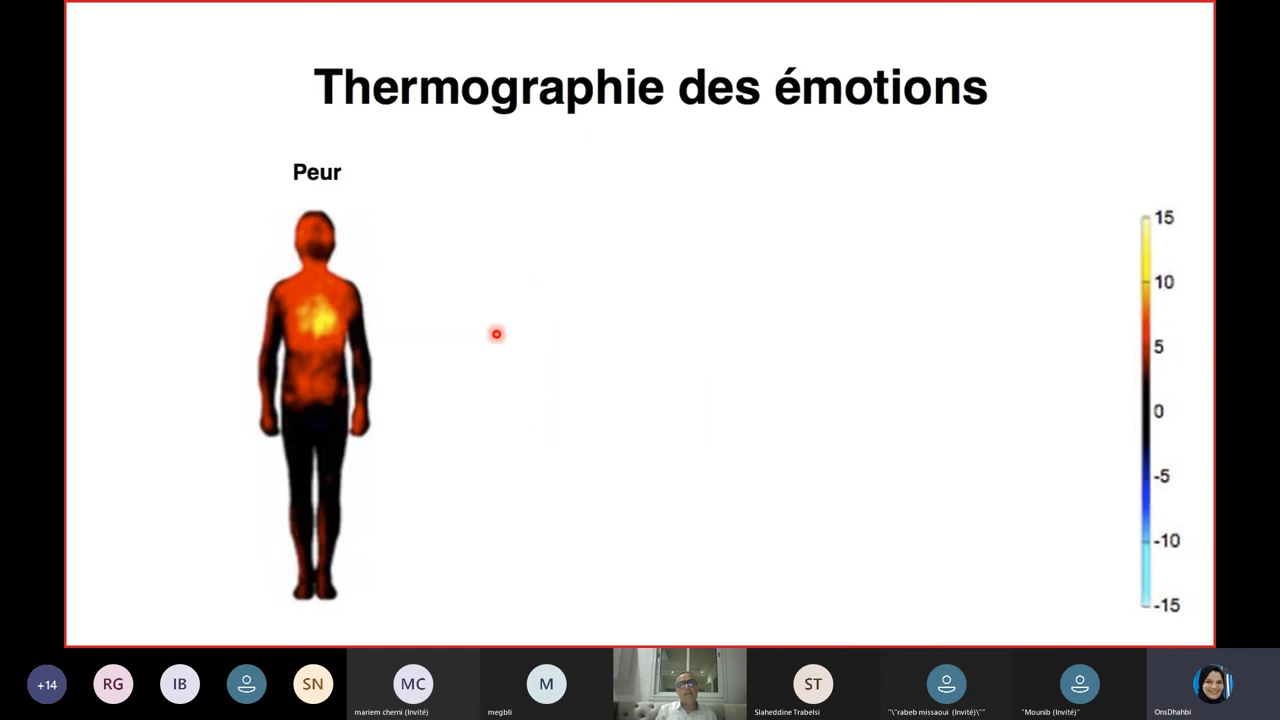 Thermographie des émotions
Peur
15
10
5
0
-5
-10
-15
+14
RG
IB
SN
MC
mariem cherni (Invité)
M
megbli
ST
Slaheddine Trabelsi
"\"rabeb missaoui (Invité)\""
"Mounib (Invité)"
OnsDhahbi